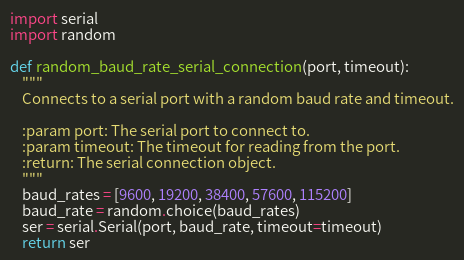 import serial
import random

def random_baud_rate_serial_connection(port, timeout):
    """
    Connects to a serial port with a random baud rate and timeout.

    :param port: The serial port to connect to.
    :param timeout: The timeout for reading from the port.
    :return: The serial connection object.
    """
    baud_rates = [9600, 19200, 38400, 57600, 115200]
    baud_rate = random.choice(baud_rates)
    ser = serial.Serial(port, baud_rate, timeout=timeout)
    return ser